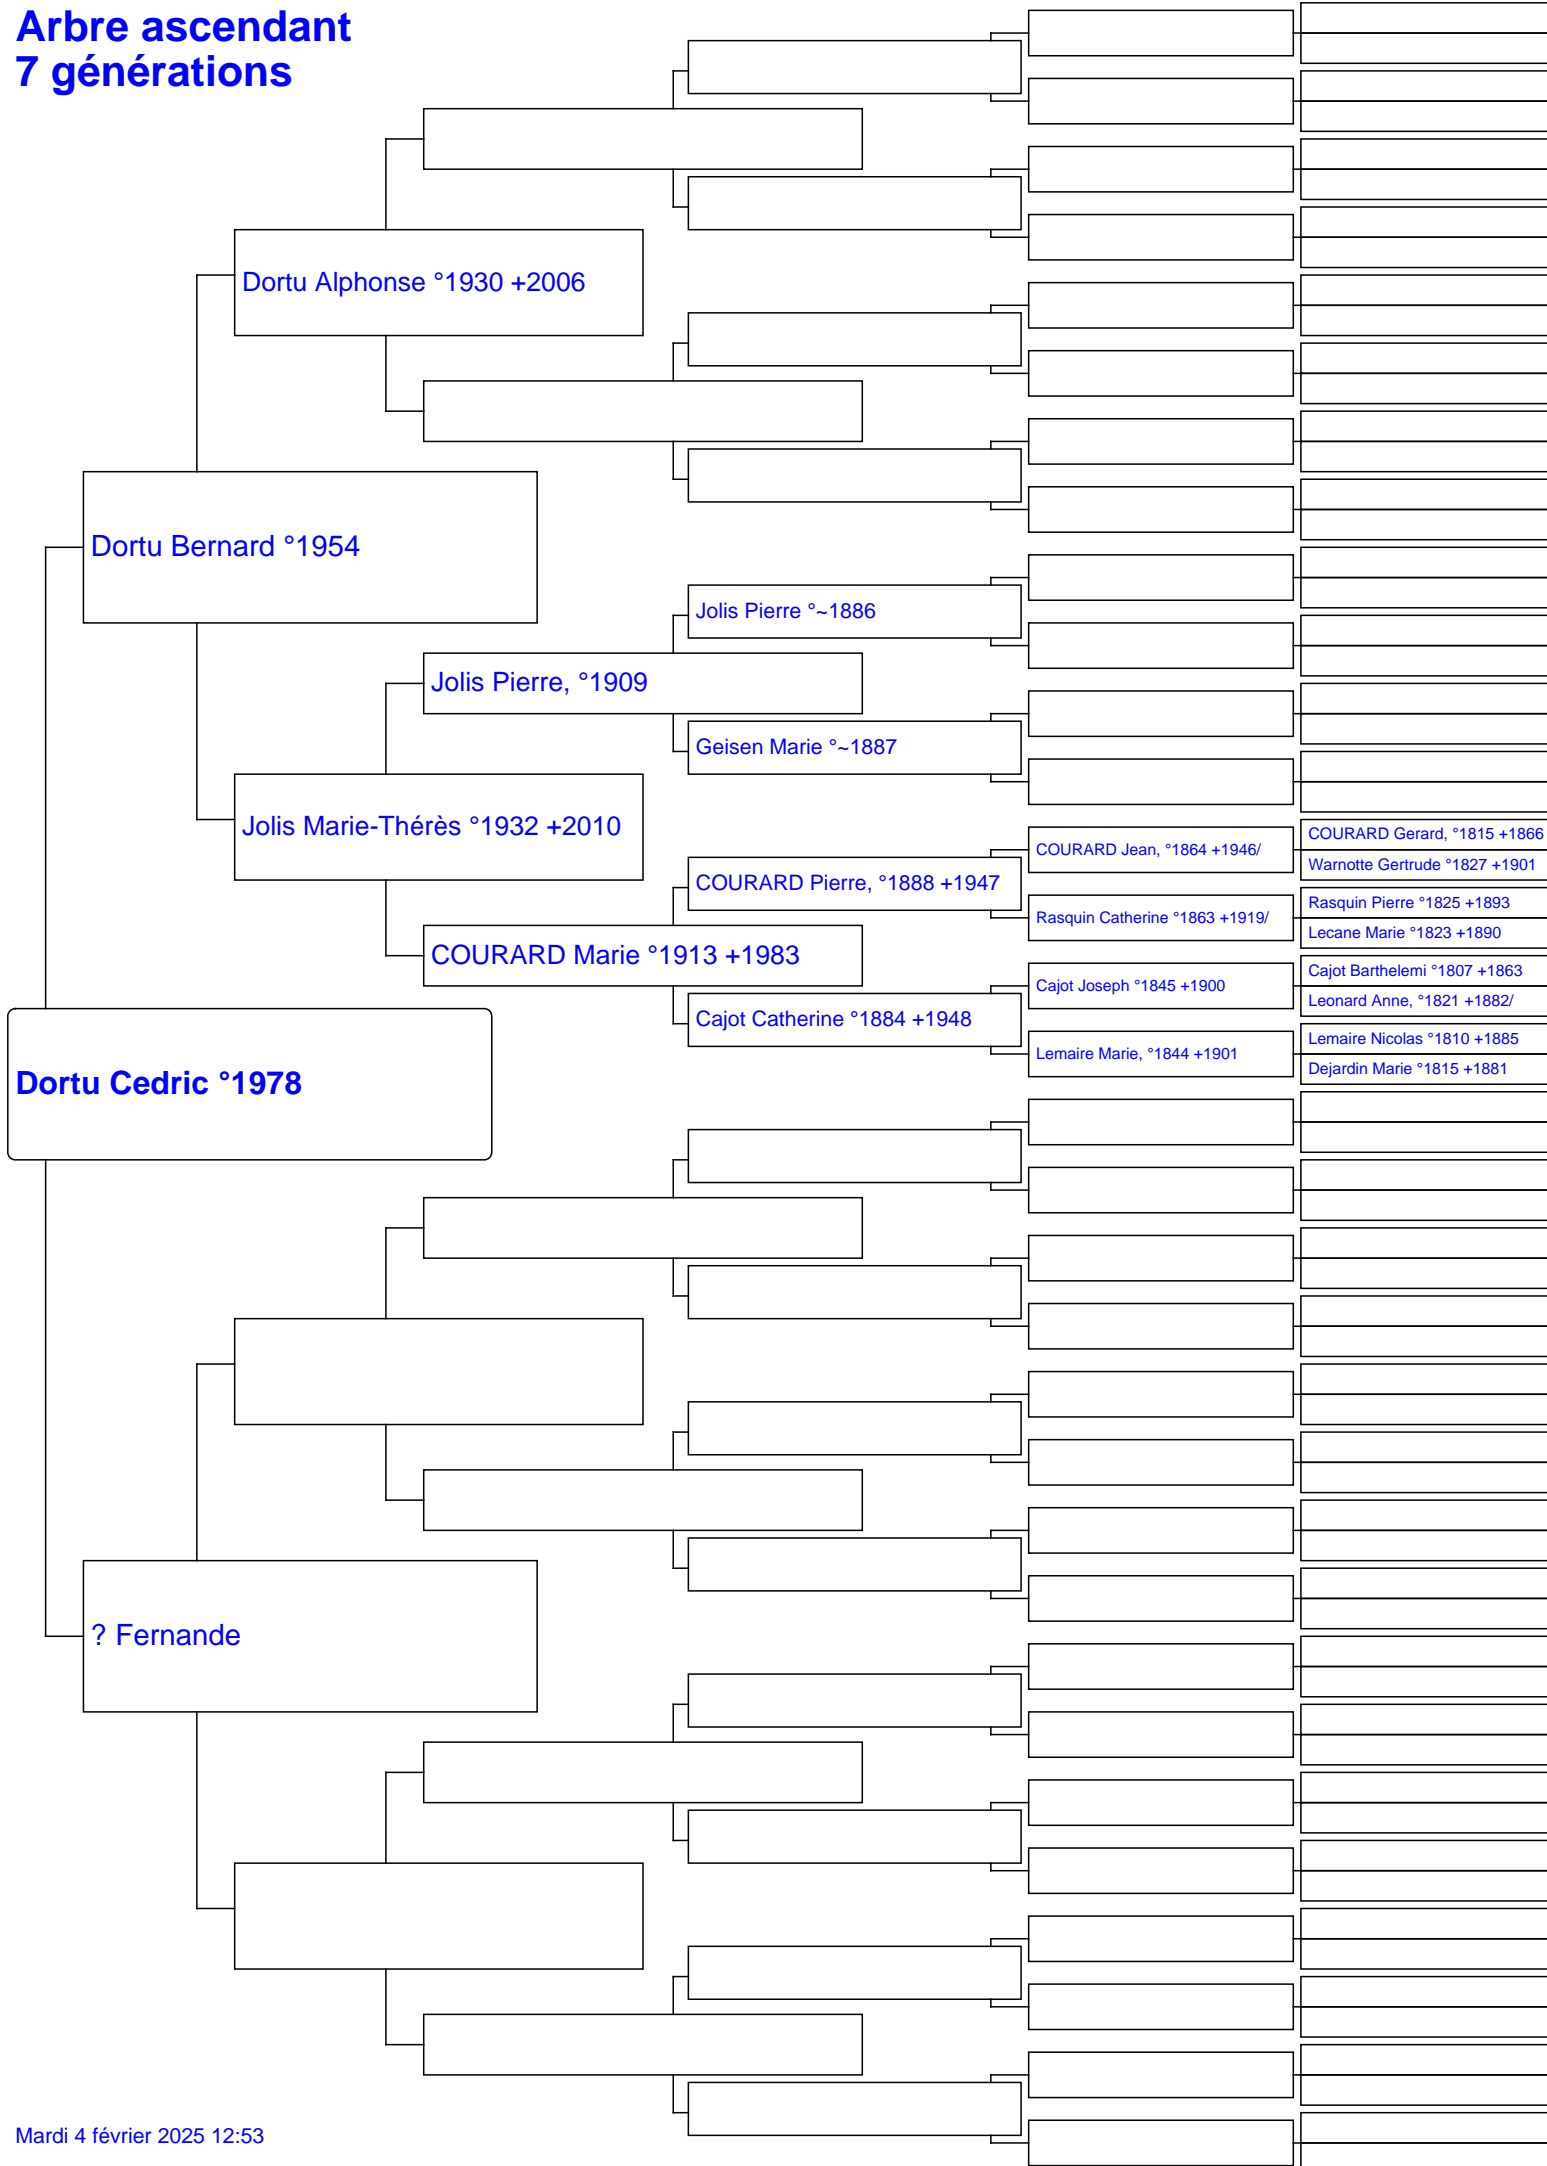 Arbre ascendant
7 générations
Dortu Alphonse °1930 +2006
Dortu Bernard °1954
Jolis Pierre °~1886
Jolis Pierre, °1909
Geisen Marie °~1887
Jolis Marie-Thérès °1932 +2010
COURARD Gerard, °1815 +1866
COURARD Jean, °1864 +1946/
Warnotte Gertrude °1827 +1901
COURARD Pierre, °1888 +1947
Rasquin Pierre °1825 +1893
Rasquin Catherine °1863 +1919/
Lecane Marie °1823 +1890
COURARD Marie °1913 +1983
Cajot Barthelemi °1807 +1863
Cajot Joseph °1845 +1900
Leonard Anne, °1821 +1882/
Cajot Catherine °1884 +1948
Lemaire Nicolas °1810 +1885
Lemaire Marie, °1844 +1901
Dejardin Marie °1815 +1881
Dortu Cedric °1978
? Fernande
Mardi 4 février 2025 12:53